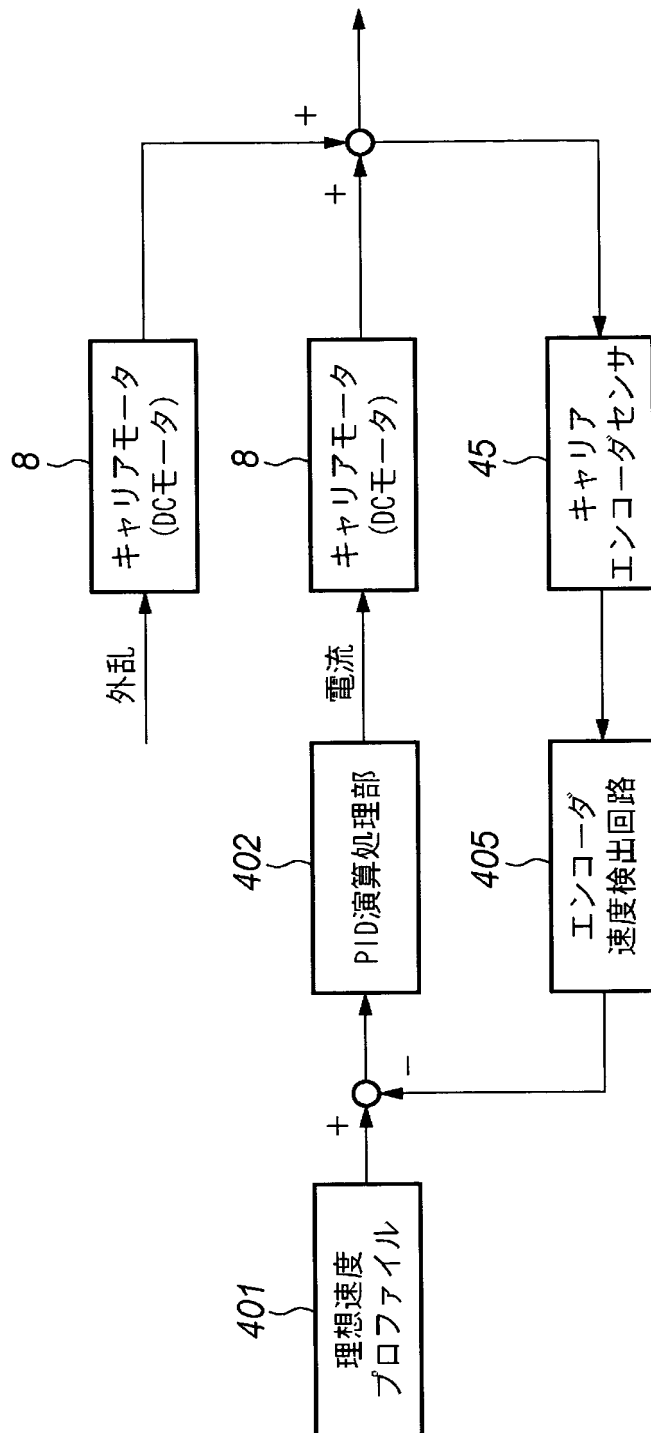 8
キャリアモータ
(DCモータ)
外乱
+
401
理想速度
プロファイル
+
−
402
PID演算処理部
電流
8
キャリアモータ
(DCモータ)
+
405
エンコーダ
速度検出回路
45
キャリア
エンコーダセンサ